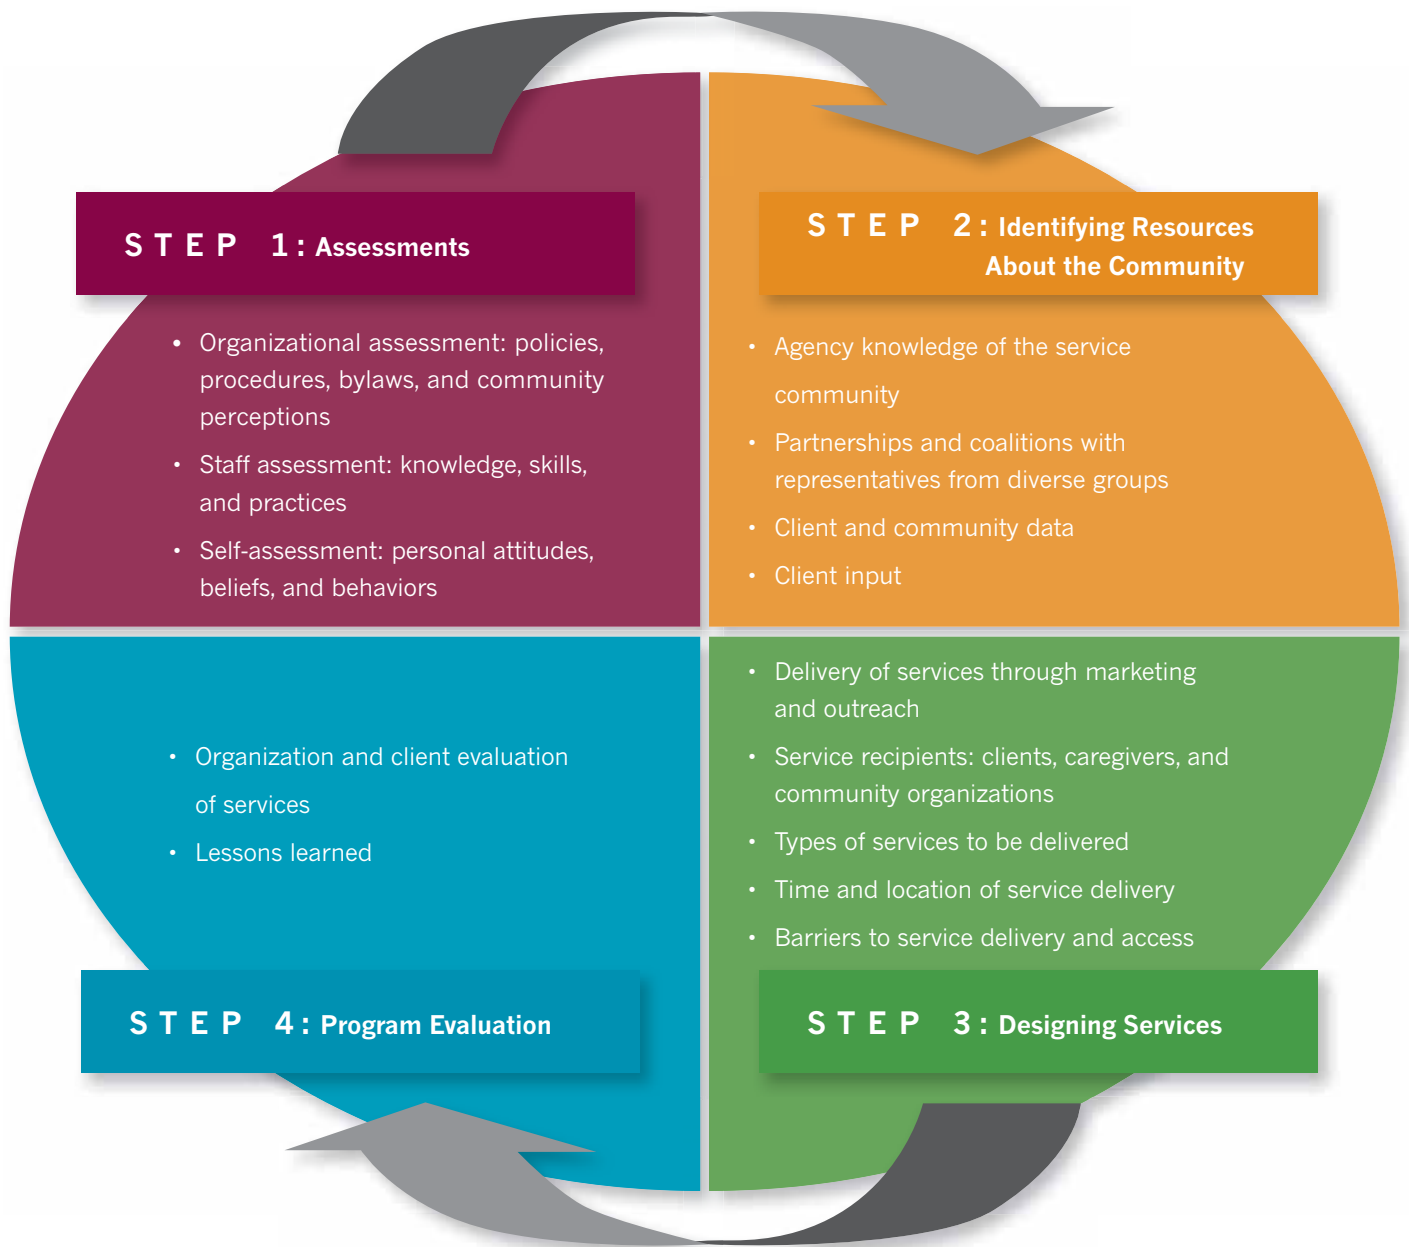 STEP 1: Assessments
• Organizational assessment: policies,
procedures, bylaws, and community
perceptions
• Staff assessment: knowledge, skills,
and practices
• Self-assessment: personal attitudes,
beliefs, and behaviors
STEP 2: Identifying Resources
About the Community
• Agency knowledge of the service
community
• Partnerships and coalitions with
representatives from diverse groups
• Client and community data
• Client input
• Delivery of services through marketing
and outreach
• Service recipients: clients, caregivers, and
community organizations
• Types of services to be delivered
• Time and location of service delivery
• Barriers to service delivery and access
STEP 3: Designing Services
• Organization and client evaluation
of services
• Lessons learned
STEP 4: Program Evaluation